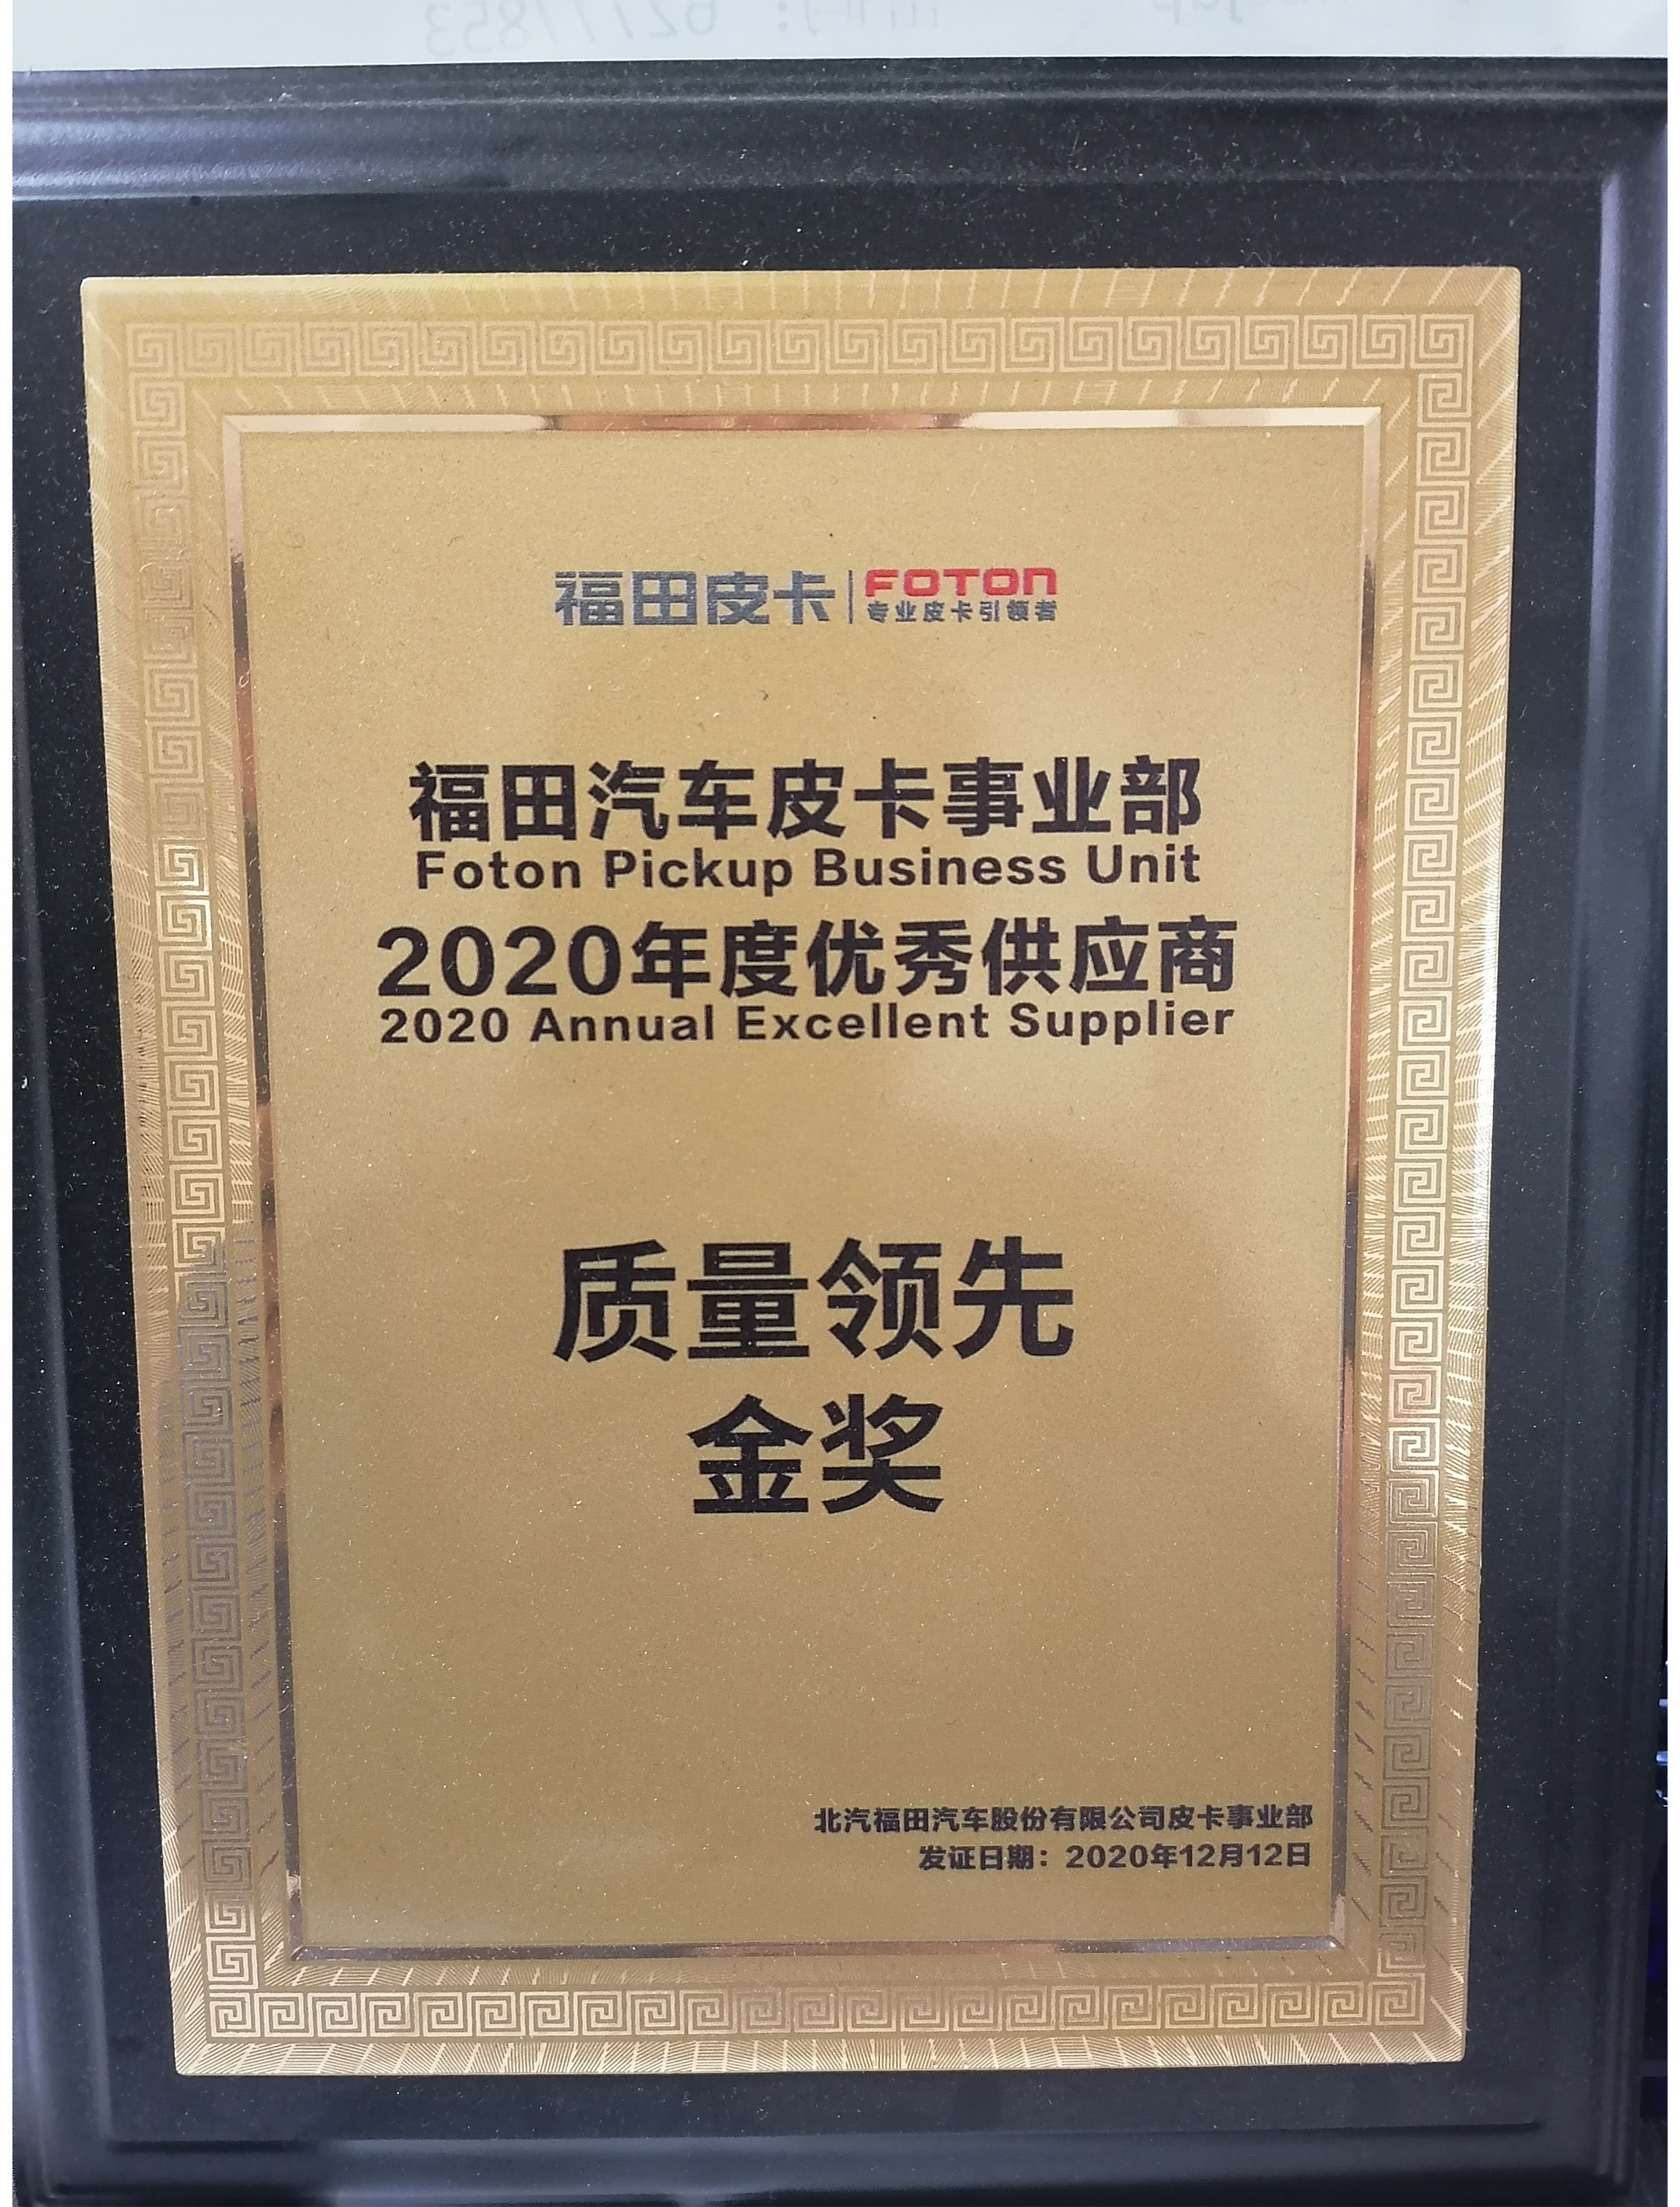 福田皮卡 FOTON
专业皮卡引领者
福田汽车皮卡事业部
Foton Pickup Business Unit
2020年度优秀供应商
2020 Annual Excellent Supplier
质量领先
金奖
北汽福田汽车股份有限公司皮卡事业部
发证日期：2020年12月12日